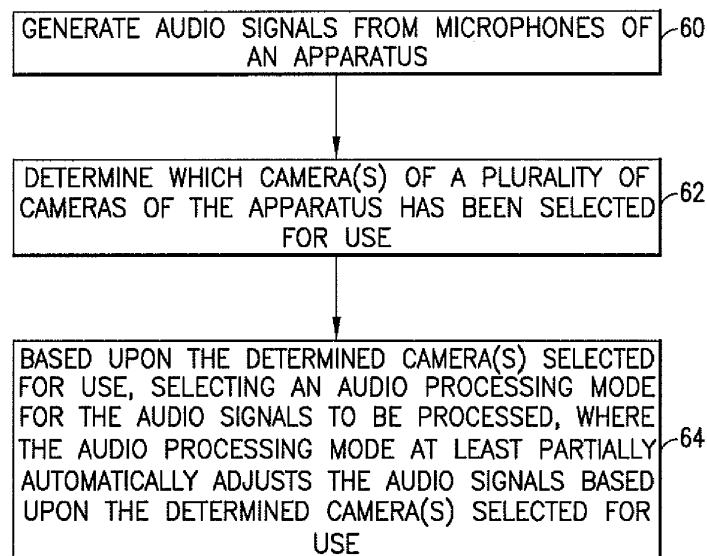 GENERATE AUDIO SIGNALS FROM MICROPHONES OF
AN APPARATUS
60
DETERMINE WHICH CAMERA(S) OF A PLURALITY OF
CAMERAS OF THE APPARATUS HAS BEEN SELECTED
FOR USE
62
BASED UPON THE DETERMINED CAMERA(S) SELECTED
FOR USE, SELECTING AN AUDIO PROCESSING MODE
FOR THE AUDIO SIGNALS TO BE PROCESSED, WHERE
THE AUDIO PROCESSING MODE AT LEAST PARTIALLY
AUTOMATICALLY ADJUSTS THE AUDIO SIGNALS BASED
UPON THE DETERMINED CAMERA(S) SELECTED FOR
USE
64